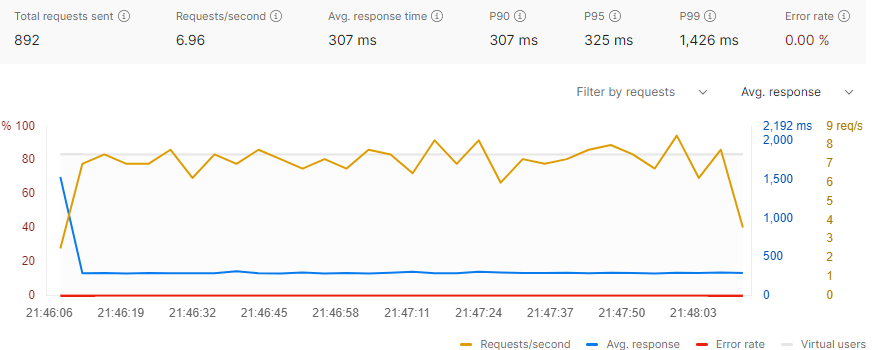 Total requests sent Requests/second Avg. response time P90 P95 P99 Error rate
892 6.96 307 ms 307 ms 325 ms 1,426 ms 0.00 %
Filter by requests Avg. response
% 100 2,192 ms 9 req/s
2,000
80 8
1,500 7
60 6
1,000 5
40 4
500 3
20 2
1
0 0 0
21:46:06 21:46:19 21:46:32 21:46:45 21:46:58 21:47:11 21:47:24 21:47:37 21:47:50 21:48:03
Requests/second Avg. response Error rate Virtual users